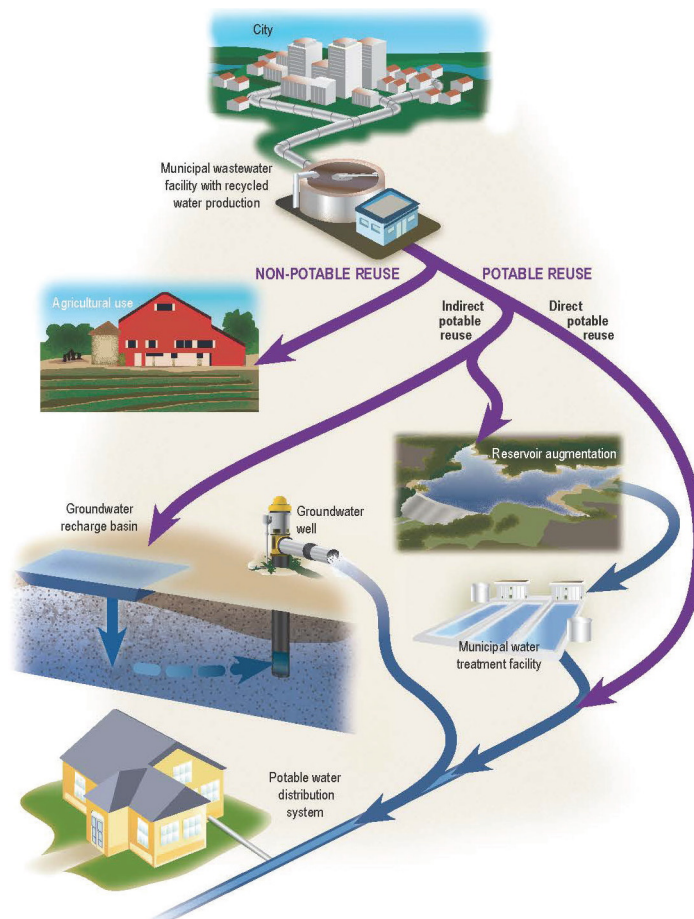 City
Municipal wastewater
facility with recycled
water production
NON-POTABLE REUSE
POTABLE REUSE
Agricultural use
Indirect
potable
reuse
Direct
potable
reuse
Reservoir augmentation
Groundwater
recharge basin
Groundwater
well
Municipal water
treatment facility
Potable water
distribution
system